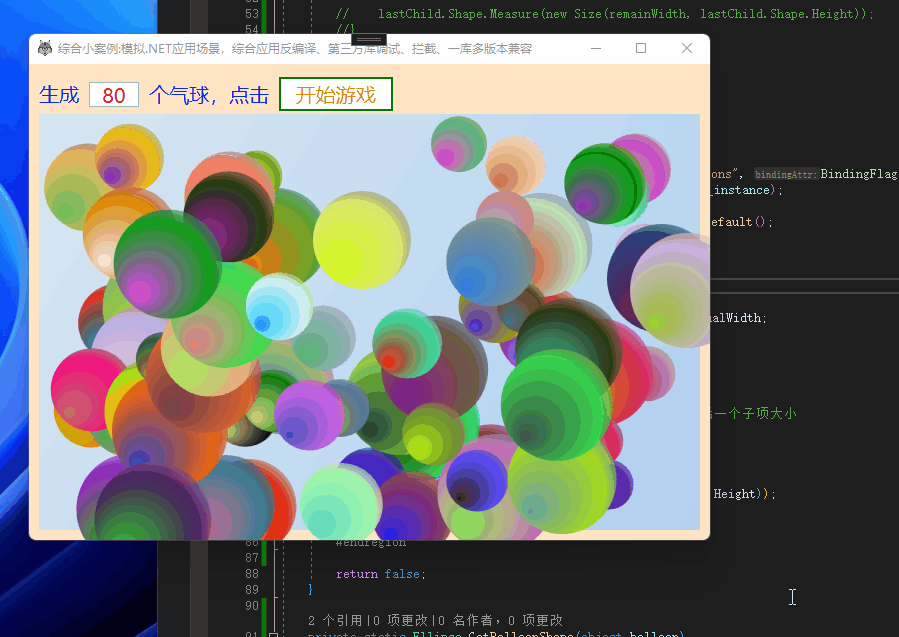 53
//    lastChild.Shape.Measure(new Size(remainWidth, lastChild.Shape.Height));
54
//}
综合小案例:模拟.NET应用场景，综合应用反编译、第三方库调试、拦截、一库多版本兼容
生成 80 个气球，点击 开始游戏
ons", bindingAttr: BindingFlag
instance);
efault();
alWidth;
一个子项大小
Height));
86
#endregion
87
88
return false;
89
}
90
2 个引用|0 项更改|0 名作者，0 项更改
91
private static Ellipse GetBalloonShape(object balloon)